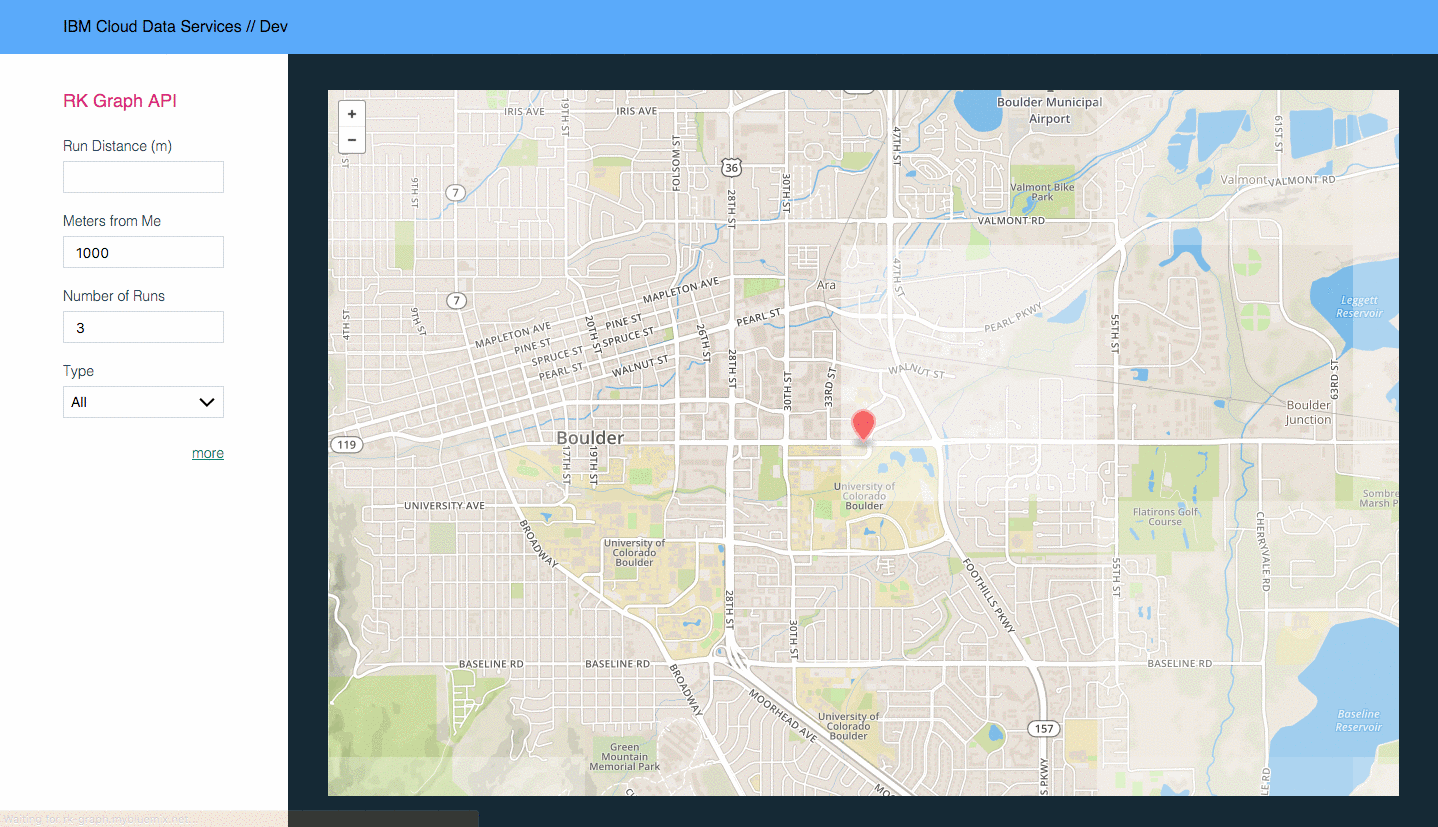 IBM Cloud Data Services // Dev
RK Graph API
Run Distance (m)
Meters from Me
1000
Number of Runs
3
Type
All
more
+
−
Boulder Municipal
Airport
IRIS AVE
IRIS AVE
19TH ST
61ST ST
47TH ST
FOLSOM ST
36
9TH ST
7
28TH ST
30TH ST
Valmont Bike
Park
Valmont
VALMONT RD
VALMONT RD
47TH ST
Ara
MAPLETON AVE
7
4TH ST
9TH ST
MAPLETON AVE
20TH ST
PINE ST
PINE ST
SPRUCE ST
SPRUCE ST
PEARL ST
PEARL ST
WALNUT ST
26TH ST
PEARL ST
PEARL PKWY
55TH ST
Leggett
Reservoir
28TH ST
30TH ST
33RD ST
WALNUT ST
63RD ST
Boulder
Junction
119
Boulder
17TH ST
19TH ST
University of
Colorado
Boulder
UNIVERSITY AVE
Sombre
Marsh P
Flatirons Golf
Course
BROADWAY
University of
Colorado
Boulder
CHERRYVALE RD
FOOTHILLS PKWY
55TH ST
28TH ST
30TH ST
BASELINE RD
BASELINE RD
BASELINE RD
BROADWAY
MOORHEAD AVE
University of
Colorado
Boulder
157
Baseline
Reservoir
Green
Mountain
Memorial Park
S.PKWY
LE RD
Waiting for rk-graph.mybluemix.net...